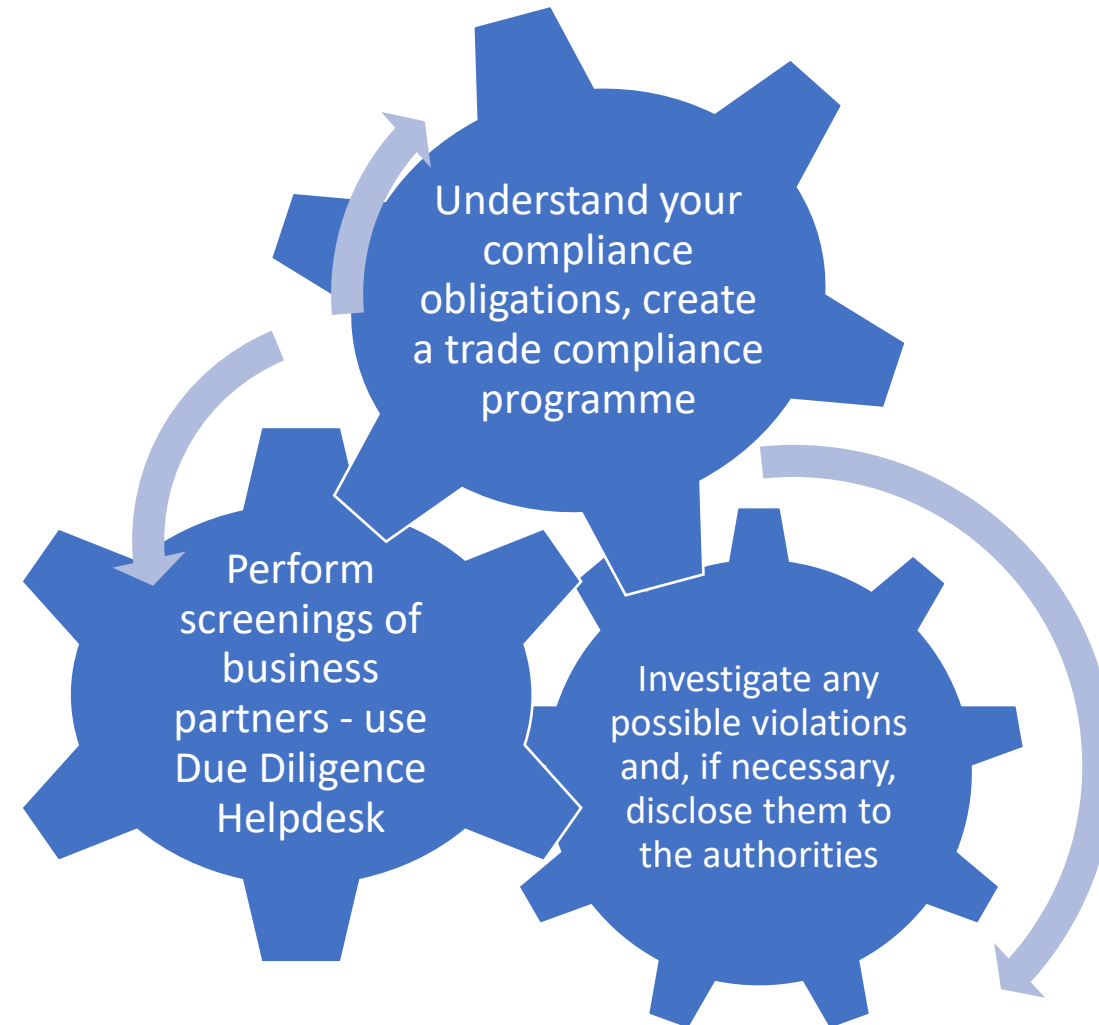 Understand your
compliance
obligations, create
a trade compliance
programme
Perform
screenings of
business
partners - use
Due Diligence
Helpdesk
Investigate any
possible violations
and, if necessary,
disclose them to
the authorities